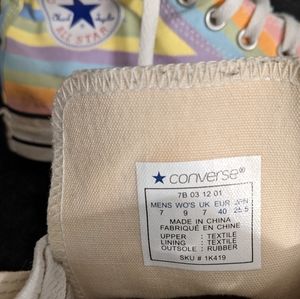 Chuck Taylor
ALL STAR
converse
7B 03 12 01
MENS WO'S UK EUR JPN
7 9 7 40 25.5
MADE IN CHINA
FABRIQUÉ EN CHINE
UPPER : TEXTILE
LINING : TEXTILE
OUTSOLE : RUBBER
SKU # 1K419